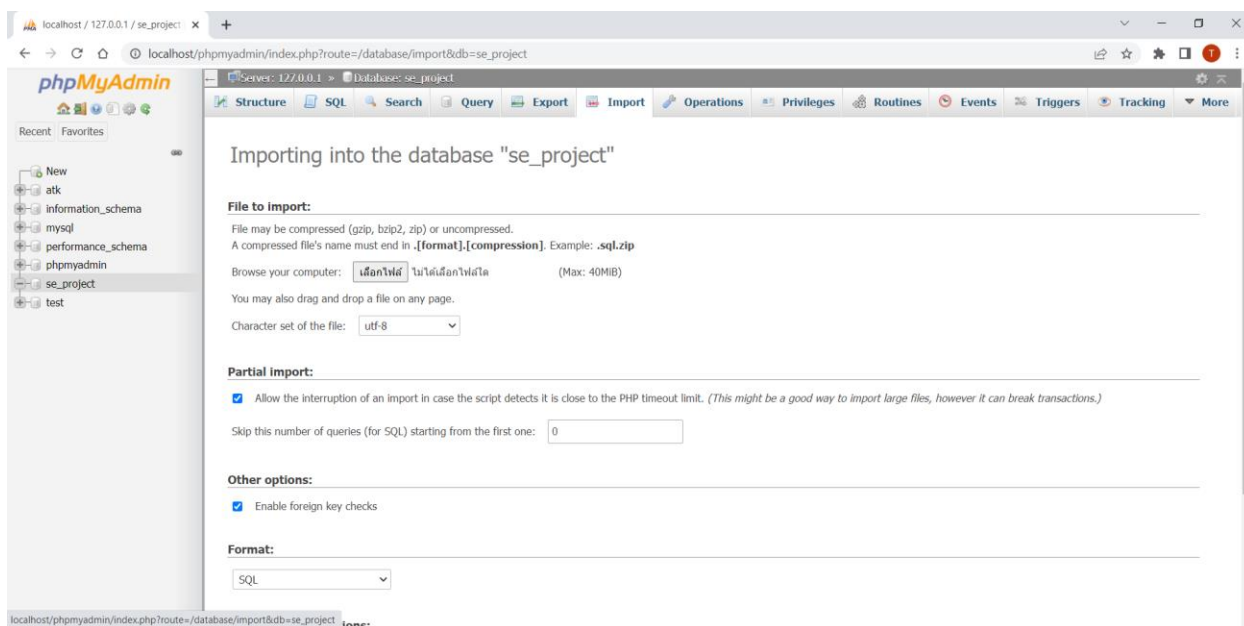 localhost / 127.0.0.1 / se_project
localhost/phpmyadmin/index.php?route=/database/import&db=se_project
T
phpMyAdmin
Recent Favorites
New
atk
information_schema
mysql
performance_schema
phpmyadmin
se_project
test
Server: 127.0.0.1 » Database: se_project
Structure SQL Search Query Export Import Operations Privileges Routines Events Triggers Tracking More
Importing into the database "se_project"
File to import:
File may be compressed (gzip, bzip2, zip) or uncompressed.
A compressed file's name must end in .[format].[compression]. Example: .sql.zip
Browse your computer: เลือกไฟล์ ไม่ได้เลือกไฟล์ใด (Max: 40MiB)
You may also drag and drop a file on any page.
Character set of the file: utf-8
Partial import:
Allow the interruption of an import in case the script detects it is close to the PHP timeout limit. (This might be a good way to import large files, however it can break transactions.)
Skip this number of queries (for SQL) starting from the first one: 0
Other options:
Enable foreign key checks
Format:
SQL
localhost/phpmyadmin/index.php?route=/database/import&db=se_project